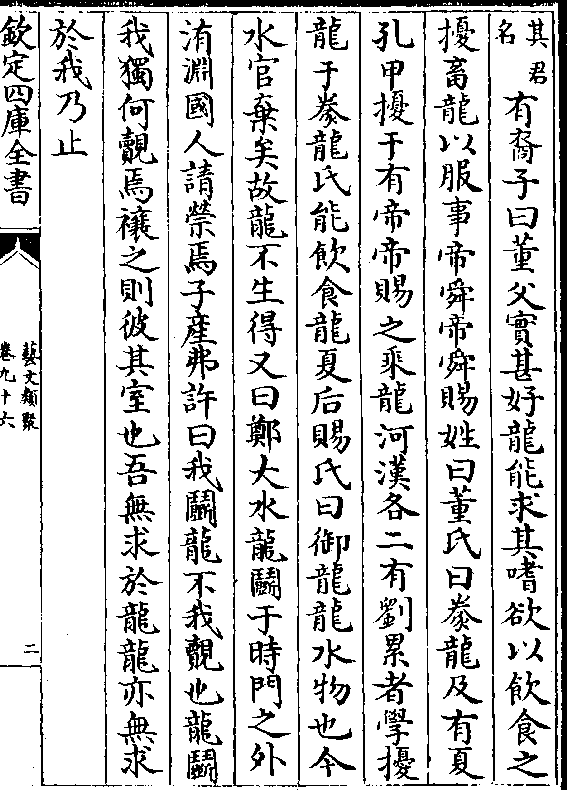 其君
名
有裔子曰董父實甚好龍能求其嗜欲以飲食之
擾畜龍以服事帝舜帝舜賜姓曰董氏曰豢龍及有夏
孔甲擾于有帝帝賜之乘龍河漢各二有劉累者學擾
龍于豢龍氏能飲食龍夏后賜氏曰御龍龍水物也今
水官棄矣故龍不生得又曰鄭大水龍鬭于時門之外
洧淵國人請禜焉子產弗許曰我鬭龍不我覿也龍鬭
我獨何覿焉禳之則彼其室也吾無求於龍龍亦無求
於我乃止
欽定四庫全書
藝文類聚
卷九十六
二